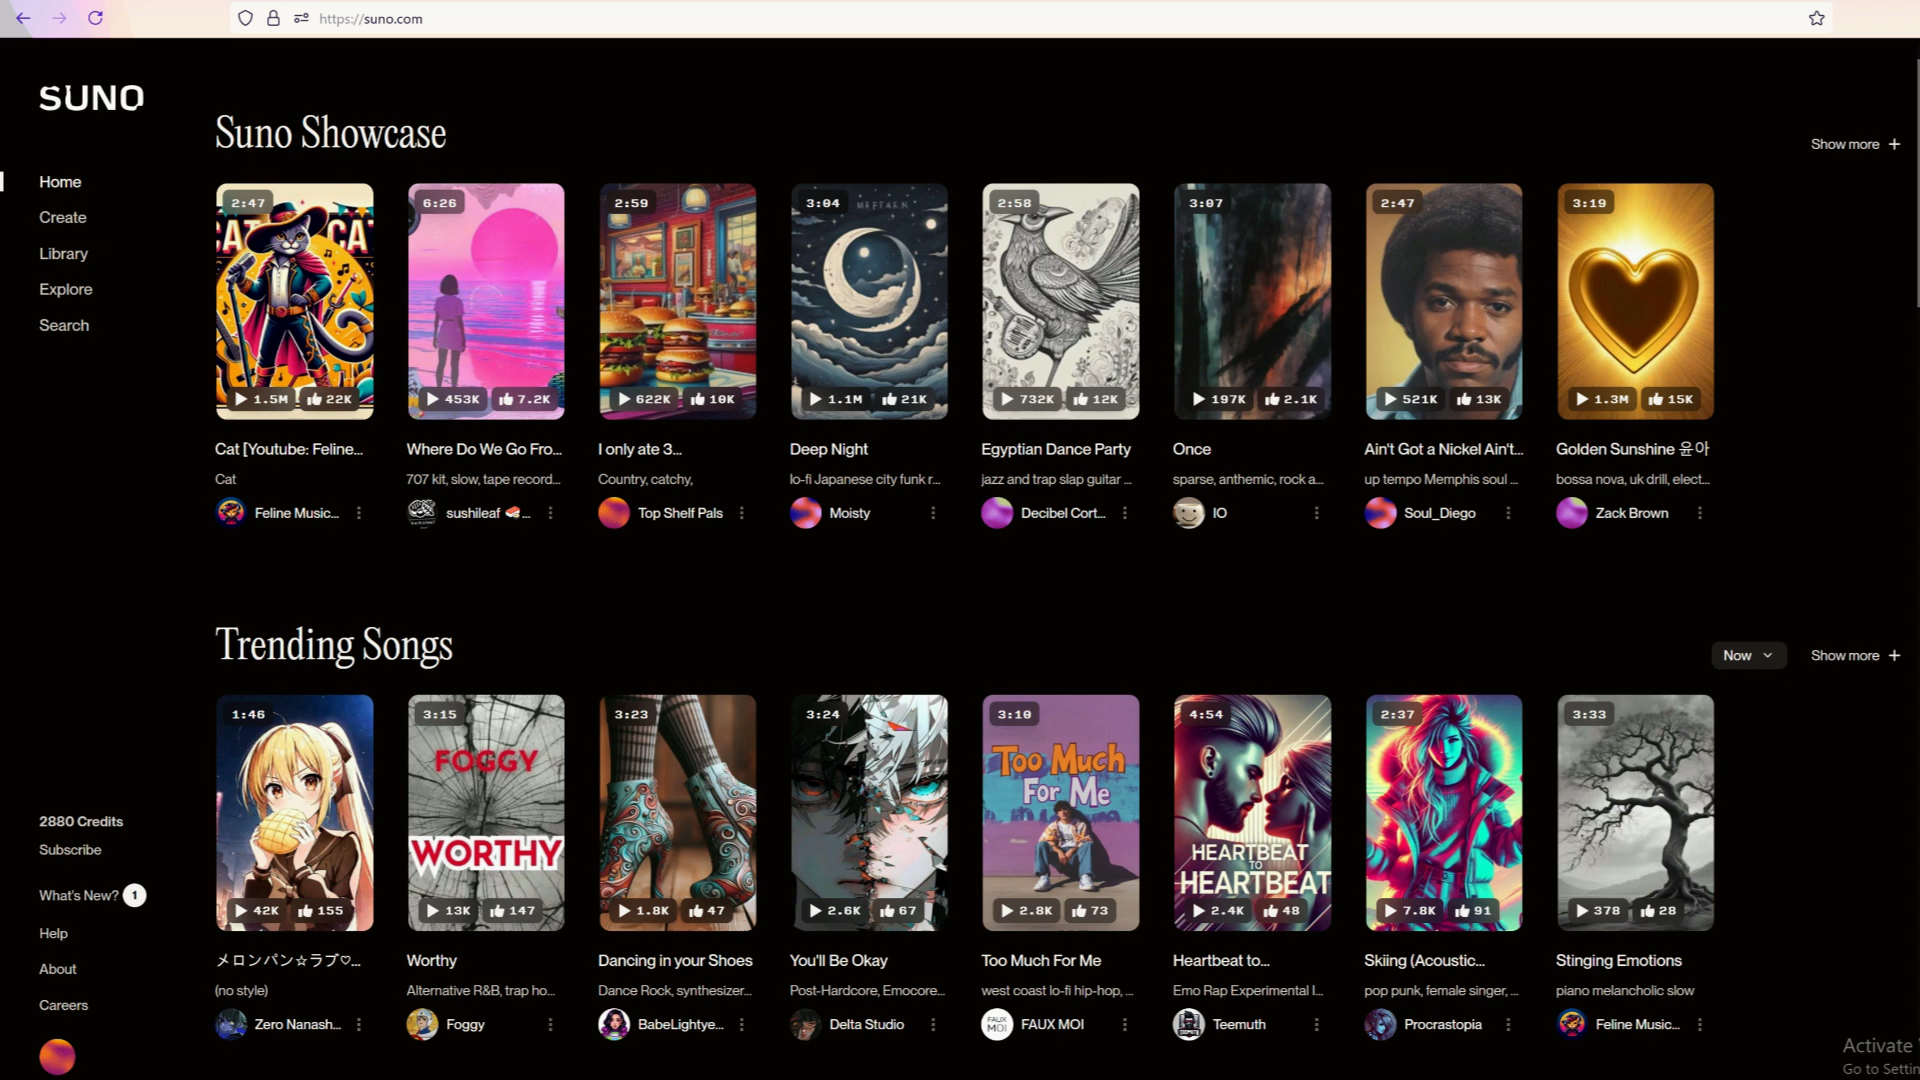 https://suno.com
SUNO
Suno Showcase
Show more +
Home
Create
Library
Explore
Search
2:47
6:26
2:59
3:04
2:58
3:07
2:47
3:19
1.5M 22K
453K 7.2K
622K 10K
1.1M 21K
732K 12K
197K 2.1K
521K 13K
1.3M 15K
Cat [Youtube: Feline...
Where Do We Go Fro...
I only ate 3...
Deep Night
Egyptian Dance Party
Once
Ain't Got a Nickel Ain't...
Golden Sunshine 윤아
Cat
707 kit, slow, tape record...
Country, catchy,
lo-fi Japanese city funk r...
jazz and trap slap guitar ...
sparse, anthemic, rock a...
up tempo Memphis soul ...
bossa nova, uk drill, elect...
Feline Music...
sushileaf 🍣...
Top Shelf Pals
Moisty
Decibel Cort...
IO
Soul_Diego
Zack Brown
Trending Songs
Now
Show more +
1:46
3:15
3:23
3:24
3:10
4:54
2:37
3:33
FOGGY
WORTHY
Too Much
For Me
HEARTBEAT
TO
HEARTBEAT
42K 155
13K 147
1.8K 47
2.6K 67
2.8K 73
2.4K 48
7.8K 91
378 28
メロンパン☆ラブ♡...
Worthy
Dancing in your Shoes
You'll Be Okay
Too Much For Me
Heartbeat to...
Skiing (Acoustic...
Stinging Emotions
(no style)
Alternative R&B, trap ho...
Dance Rock, synthesizer...
Post-Hardcore, Emocore...
west coast lo-fi hip-hop, ...
Emo Rap Experimental I...
pop punk, female singer, ...
piano melancholic slow
Zero Nanash...
Foggy
BabeLightye...
Delta Studio
FAUX MOI
FAUX MOI
Teemuth
Procrastopia
Feline Music...
2880 Credits
Subscribe
What's New? 1
Help
About
Careers
Activate
Go to Settin